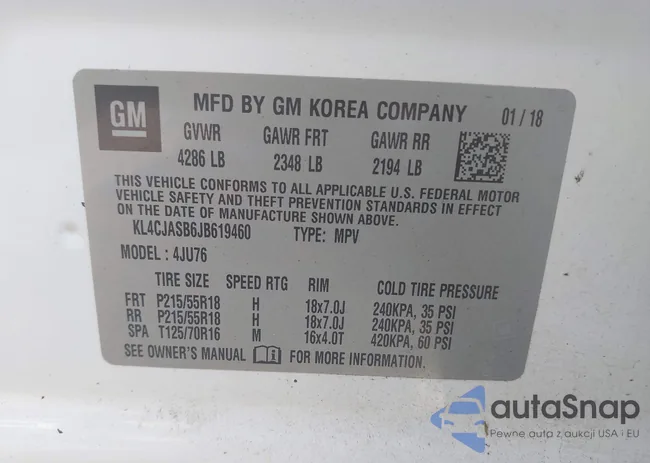 GM
MFD BY GM KOREA COMPANY 01 / 18
GVWR GAWR FRT GAWR RR
4286 LB 2348 LB 2194 LB
THIS VEHICLE CONFORMS TO ALL APPLICABLE U.S. FEDERAL MOTOR
VEHICLE SAFETY AND THEFT PREVENTION STANDARDS IN EFFECT
ON THE DATE OF MANUFACTURE SHOWN ABOVE.
KL4CJASB6JB619460 TYPE: MPV
MODEL : 4JU76
TIRE SIZE SPEED RTG RIM COLD TIRE PRESSURE
FRT P215/55R18 H 18x7.0J 240KPA, 35 PSI
RR P215/55R18 H 18x7.0J 240KPA, 35 PSI
SPA T125/70R16 M 16x4.0T 420KPA, 60 PSI
SEE OWNER'S MANUAL FOR MORE INFORMATION.
autaSnap
Pewne auta z aukcji USA i EU